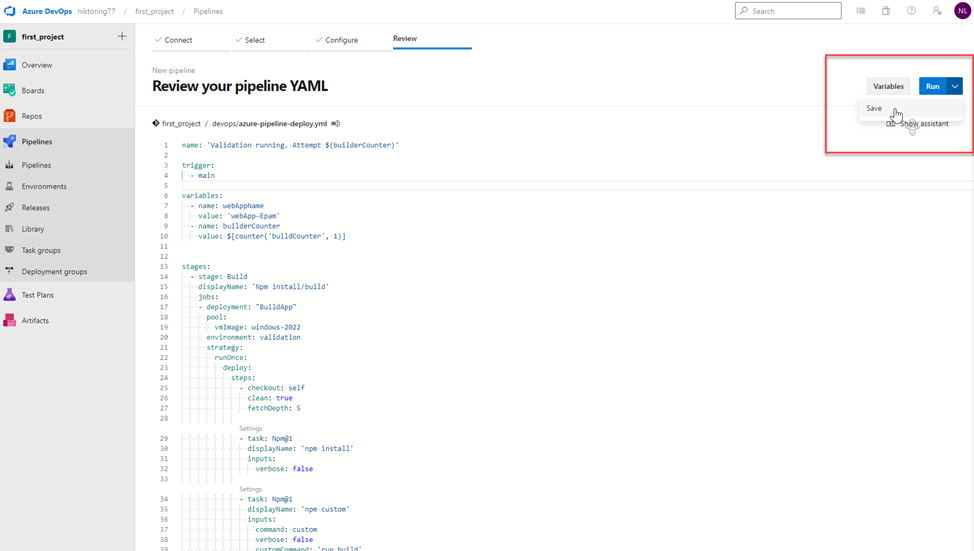 Azure DevOps niktoring77 / first_project / Pipelines Search NL
F first_project +
Overview
Boards
Repos
Pipelines
Pipelines
Environments
Releases
Library
Task groups
Deployment groups
Test Plans
Artifacts
Connect Select Configure Review
New pipeline
Review your pipeline YAML
Variables Run
Save
Show assistant
first_project / devops/azure-pipeline-deploy.yml
1 name: 'Validation running. Attempt $(builderCounter)'
2
3 trigger:
4 - main
5
6 variables:
7 - name: webAppName
8 value: 'webApp-Epam'
9 - name: builderCounter
10 value: $[counter('buildCounter', 1)]
11
12
13 stages:
14 - stage: Build
15 displayName: 'Npm install/build'
16 jobs:
17 - deployment: "BuildApp"
18 pool:
19 vmImage: windows-2022
20 environment: validation
21 strategy:
22 runOnce:
23 deploy:
24 steps:
25 - checkout: self
26 clean: true
27 fetchDepth: 5
28
Settings
29 - task: Npm@1
30 displayName: 'npm install'
31 inputs:
32 verbose: false
33
Settings
34 - task: Npm@1
35 displayName: 'npm custom'
36 inputs:
37 command: custom
38 verbose: false
39 customCommand: 'run build'